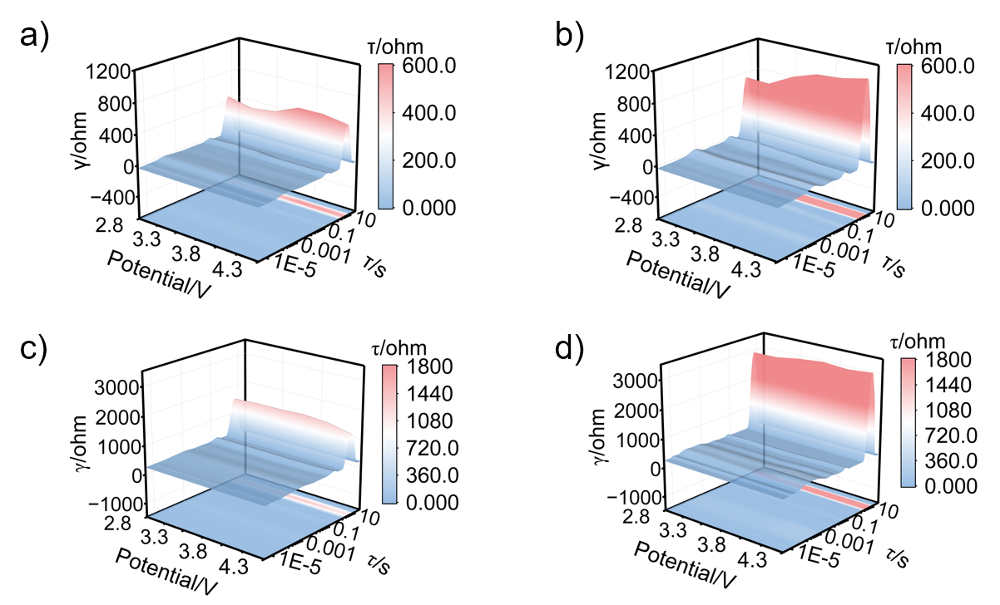 a)
τ/ohm
600.0
400.0
200.0
0.000
1200
800
400
0
−400
γ/ohm
2.8
3.3
3.8
4.3
Potential/V
10
0.1
0.001
1E-5
τ/s
b)
τ/ohm
600.0
400.0
200.0
0.000
1200
800
400
0
−400
γ/ohm
2.8
3.3
3.8
4.3
Potential/V
10
0.1
0.001
1E-5
τ/s
c)
τ/ohm
1800
1440
1080
720.0
360.0
0.000
3000
2000
1000
0
−1000
γ/ohm
2.8
3.3
3.8
4.3
Potential/V
10
0.1
0.001
1E-5
τ/s
d)
τ/ohm
1800
1440
1080
720.0
360.0
0.000
3000
2000
1000
0
−1000
γ/ohm
2.8
3.3
3.8
4.3
Potential/V
10
0.1
0.001
1E-5
τ/s